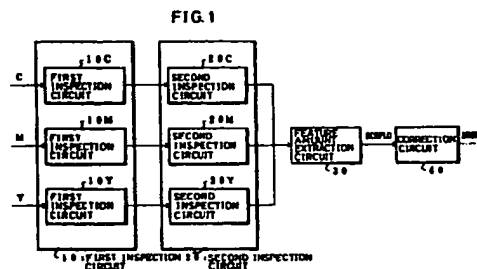 FIG.1
10C
20C
C
FIRST INSPECTION CIRCUIT
SECOND INSPECTION CIRCUIT
10M
20M
M
FIRST INSPECTION CIRCUIT
SECOND INSPECTION CIRCUIT
FEATURE AMOUNT EXTRACTION CIRCUIT
CORRECTION CIRCUIT
30
40
10Y
20Y
Y
FIRST INSPECTION CIRCUIT
SECOND INSPECTION CIRCUIT
10:FIRST INSPECTION CIRCUIT
20:SECOND INSPECTION CIRCUIT